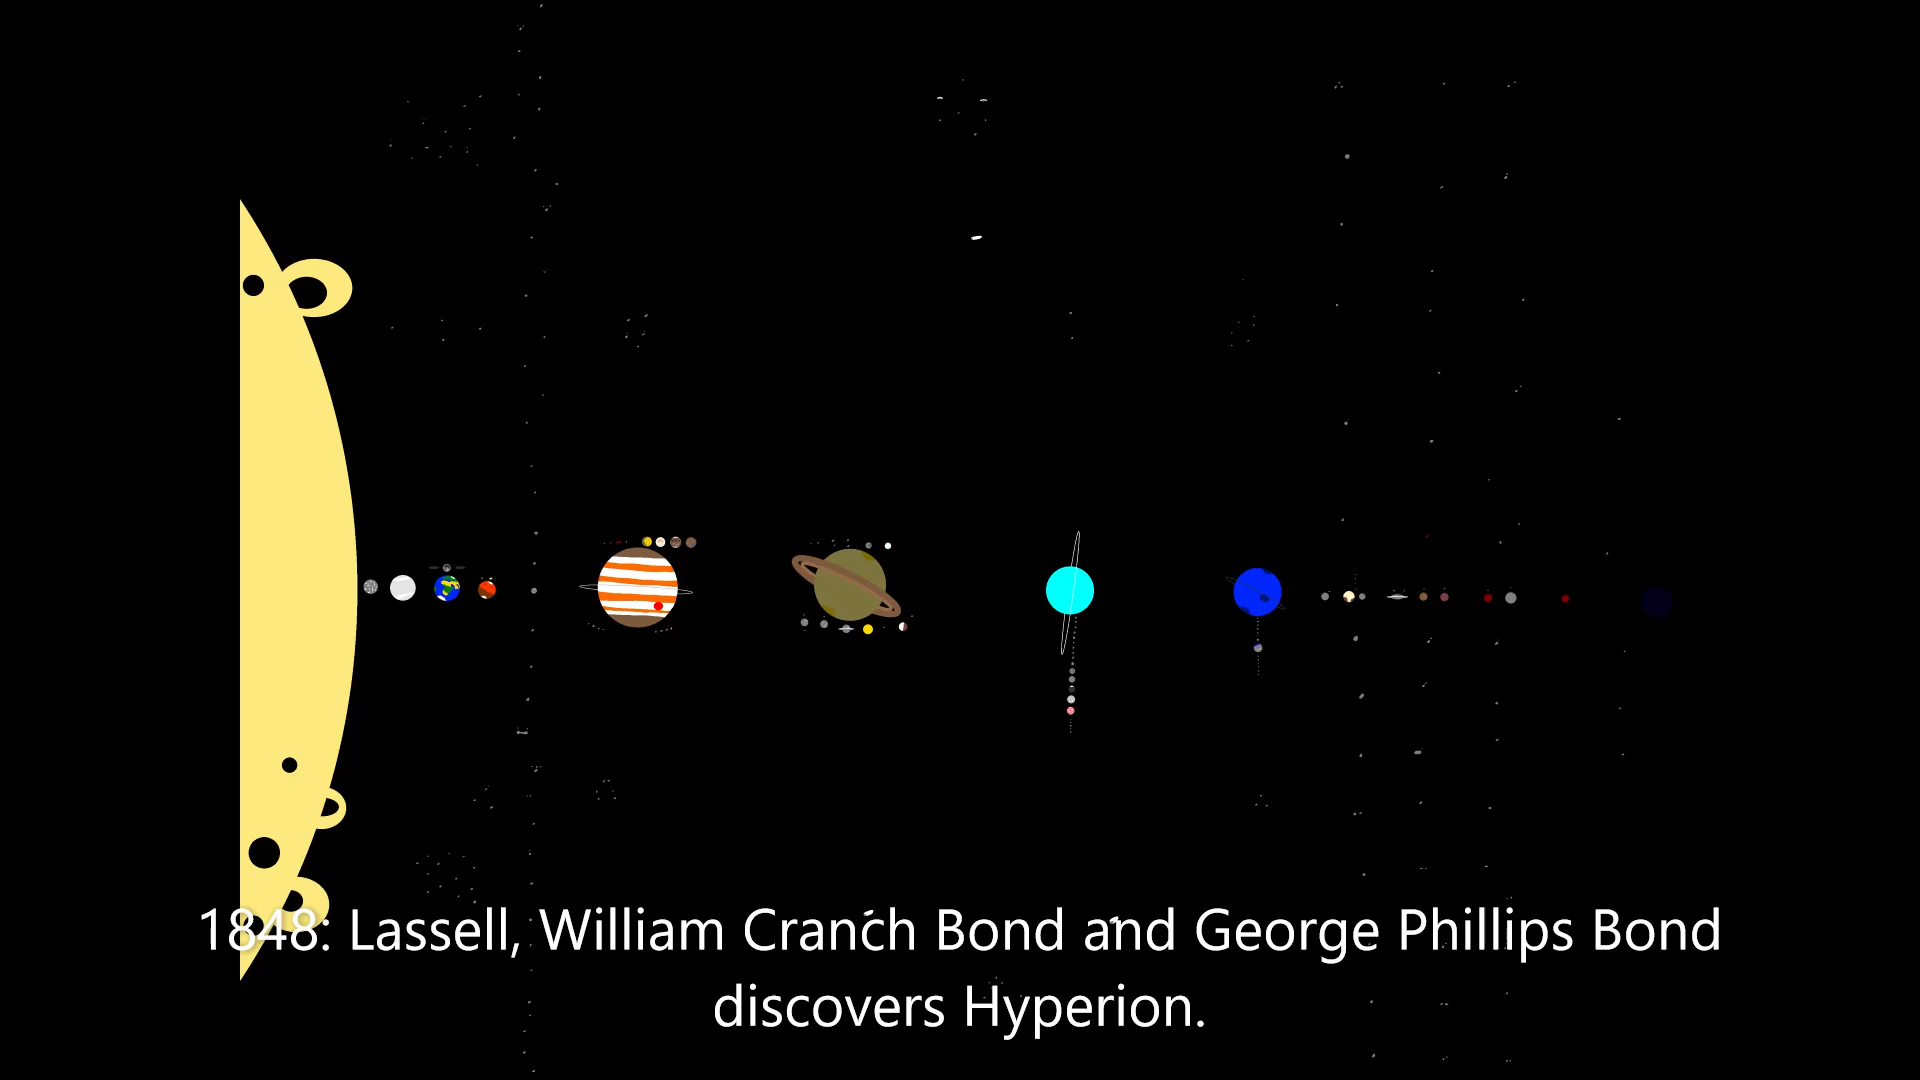 1848: Lassell, William Cranch Bond and George Phillips Bond
discovers Hyperion.